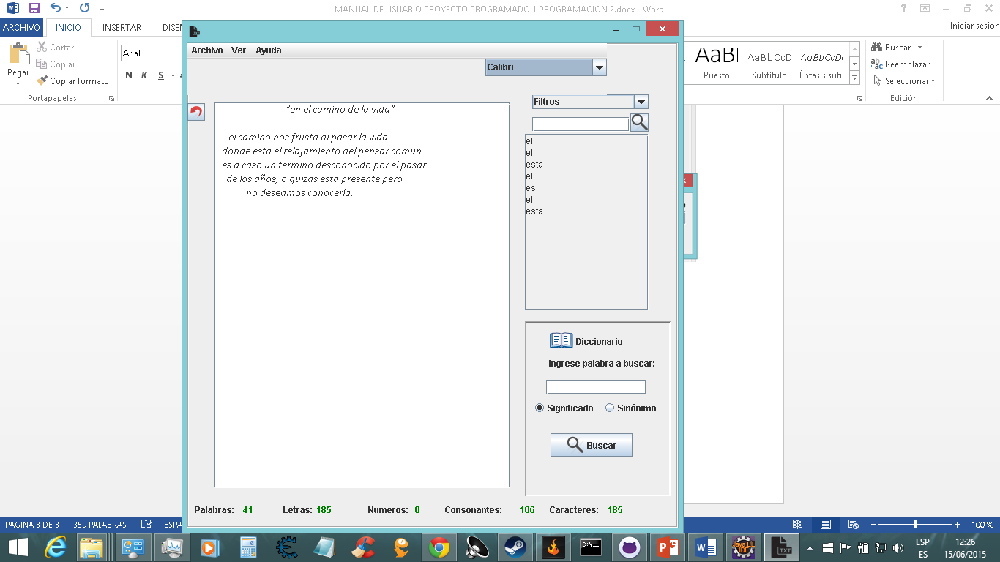 MANUAL DE USUARIO PROYECTO PROGRAMADO 1 PROGRAMACION 2.docx - Word
ARCHIVO INICIO INSERTAR Iniciar sesión
Cortar
Copiar
Copiar formato
Pegar
Portapapeles
Arial
N K S
AaBl AaBbCcD AaBbCcDc
Puesto Subtítulo Énfasis sutil
Buscar
Reemplazar
Seleccionar
Edición
Archivo Ver Ayuda
Calibri
Filtros
"en el camino de la vida"
el camino nos frusta al pasar la vida
donde esta el relajamiento del pensar comun
es a caso un termino desconocido por el pasar
de los años, o quizas esta presente pero
no deseamos conocerla.
el
el
esta
el
es
el
esta
Diccionario
Ingrese palabra a buscar:
Significado Sinónimo
Buscar
Palabras: 41 Letras: 185 Numeros: 0 Consonantes: 106 Caracteres: 185
PÁGINA 3 DE 3 359 PALABRAS ESPA 100 %
C:\
Java EE
IDE
TXT
ESP
ES
12:26
15/06/2015